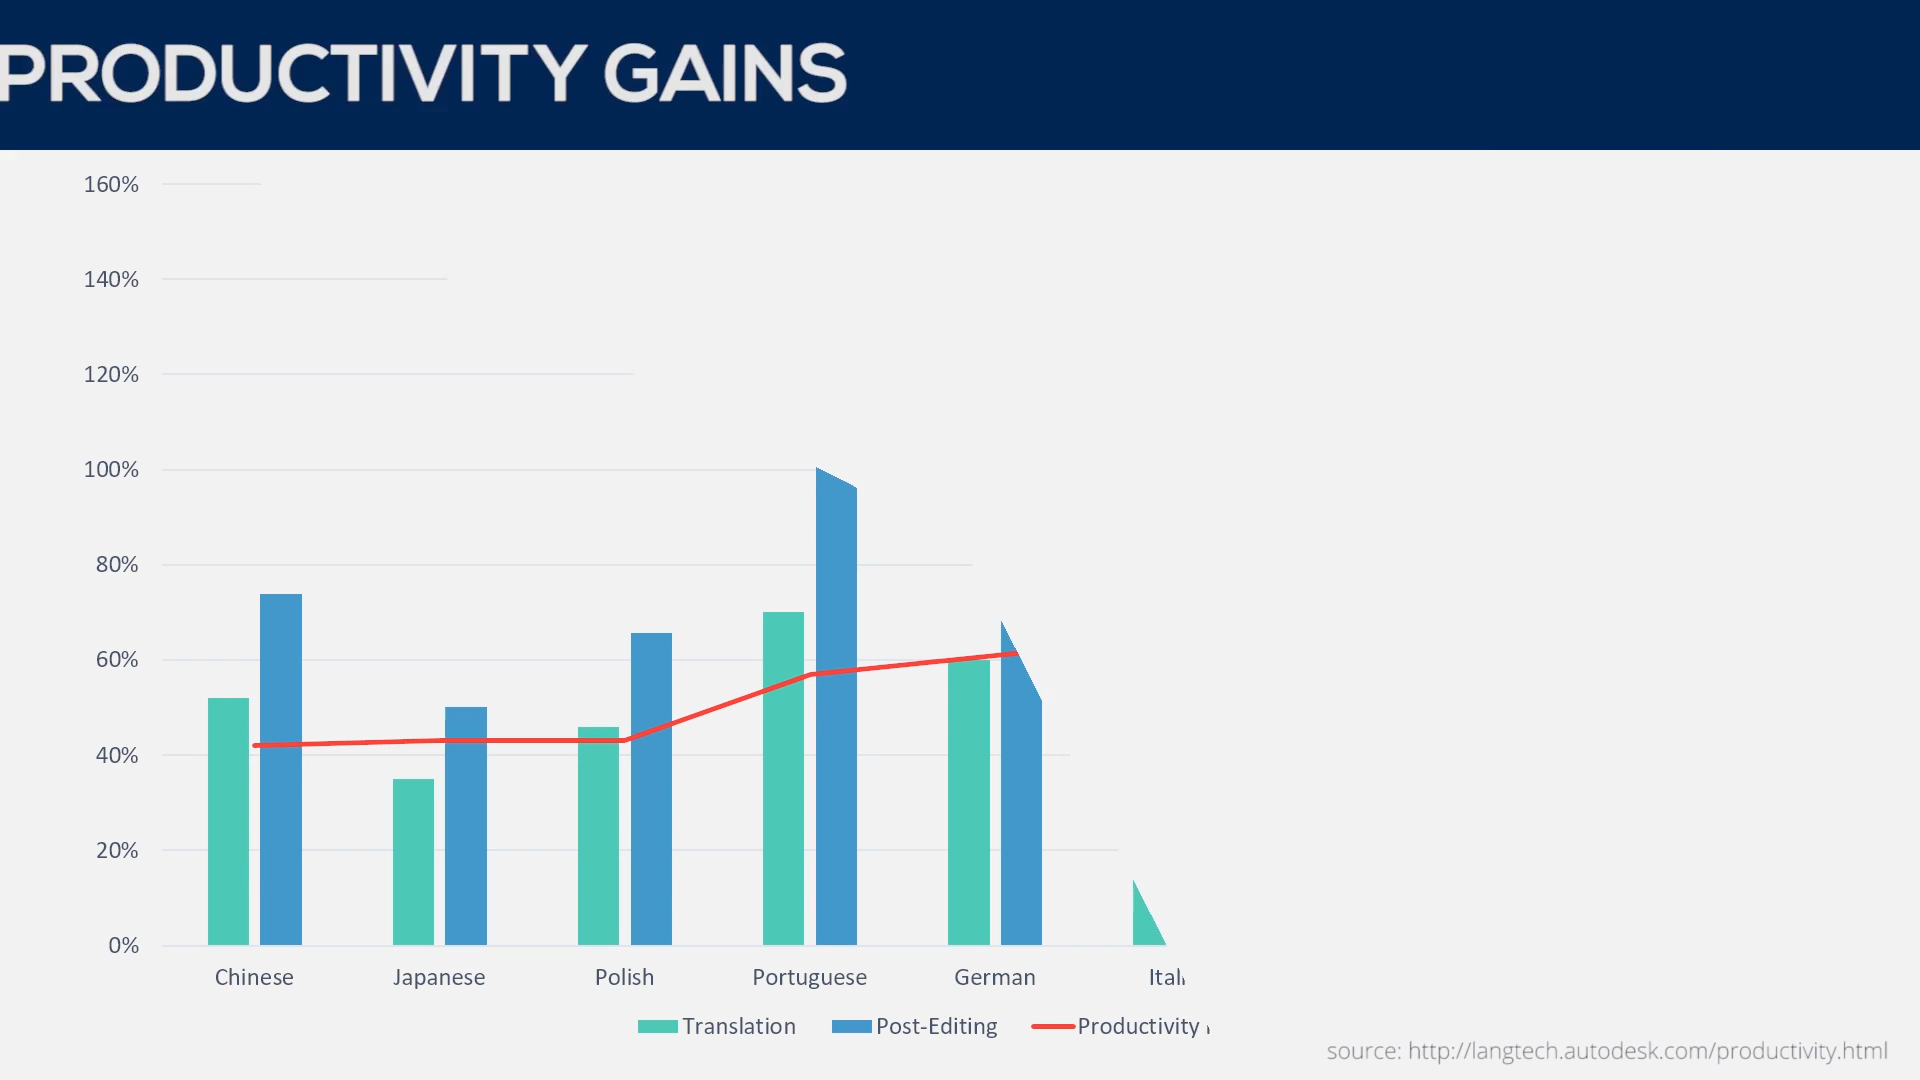 PRODUCTIVITY GAINS
160%
140%
120%
100%
80%
60%
40%
20%
0%
Chinese Japanese Polish Portuguese German
Translation Post-Editing Productivity
source: http://langtech.autodesk.com/productivity.html